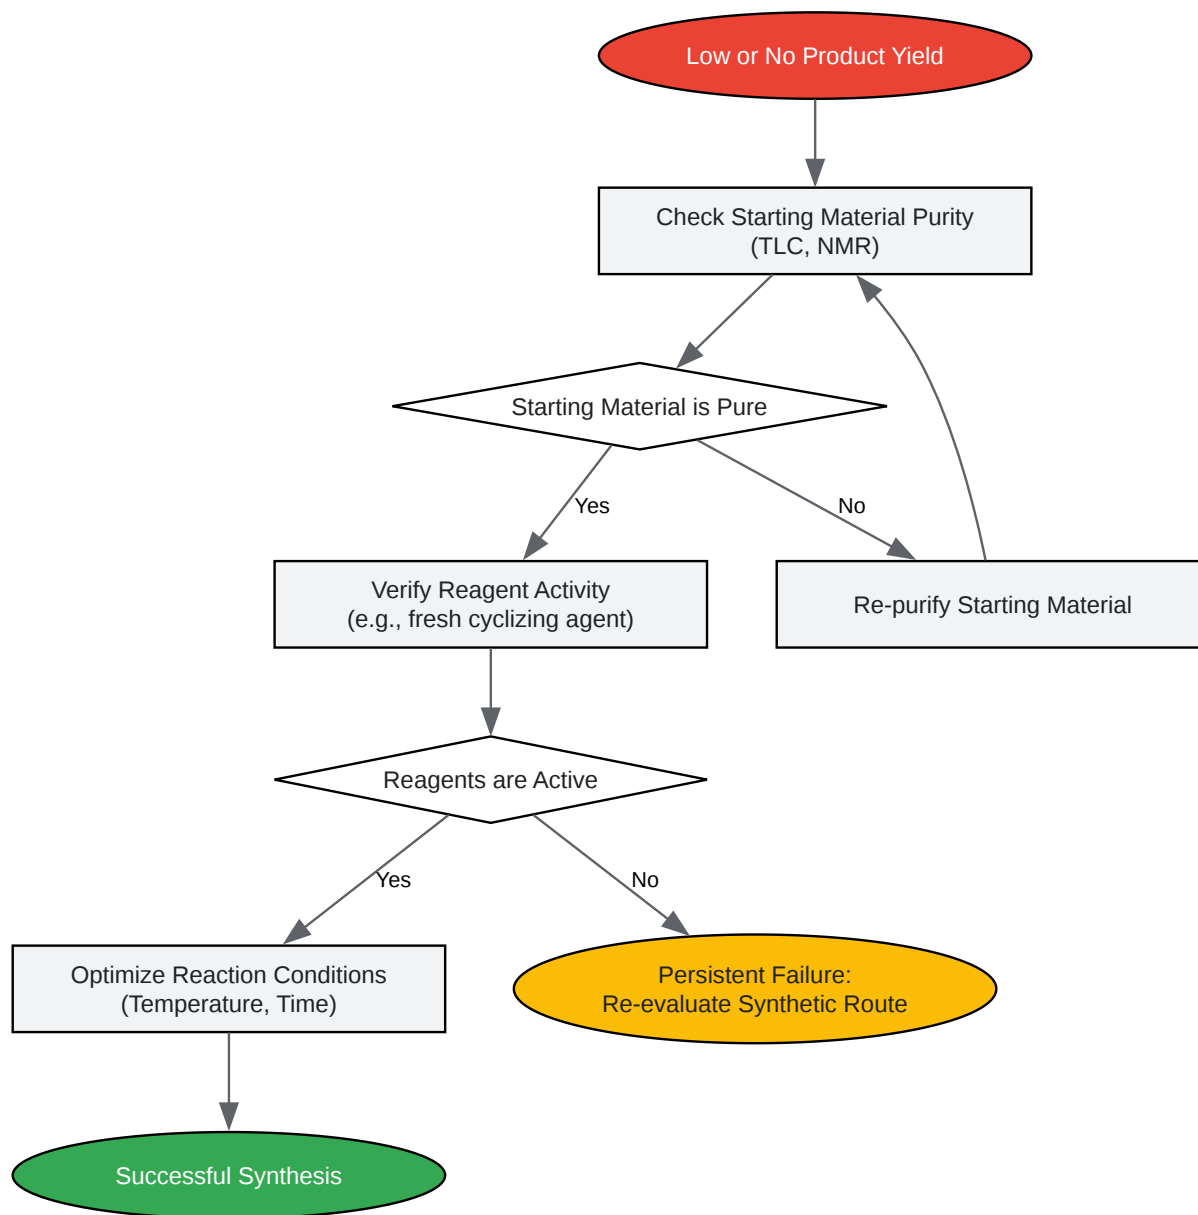 Low or No Product Yield
Check Starting Material Purity
(TLC, NMR)
Starting Material is Pure
Yes
No
Verify Reagent Activity
(e.g., fresh cyclizing agent)
Re-purify Starting Material
Reagents are Active
Yes
No
Optimize Reaction Conditions
(Temperature, Time)
Persistent Failure:
Re-evaluate Synthetic Route
Successful Synthesis